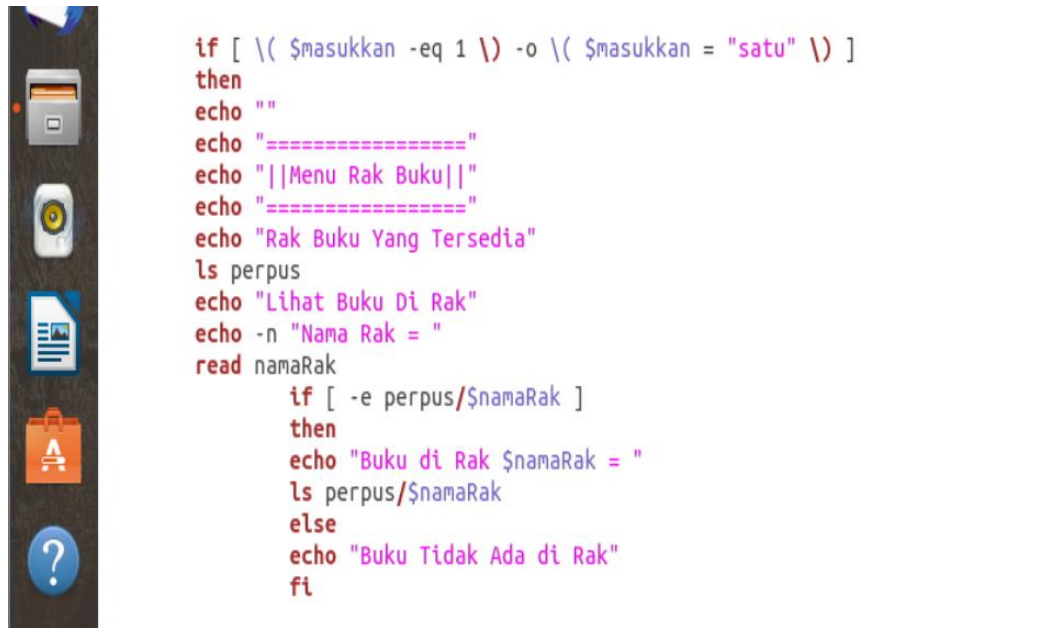 if [ \( $masukkan -eq 1 \) -o \( $masukkan = "satu" \) ]
then
echo ""
echo "================="
echo "||Menu Rak Buku||"
echo "================="
echo "Rak Buku Yang Tersedia"
ls perpus
echo "Lihat Buku Di Rak"
echo -n "Nama Rak = "
read namaRak
if [ -e perpus/$namaRak ]
then
echo "Buku di Rak $namaRak = "
ls perpus/$namaRak
else
echo "Buku Tidak Ada di Rak"
fi